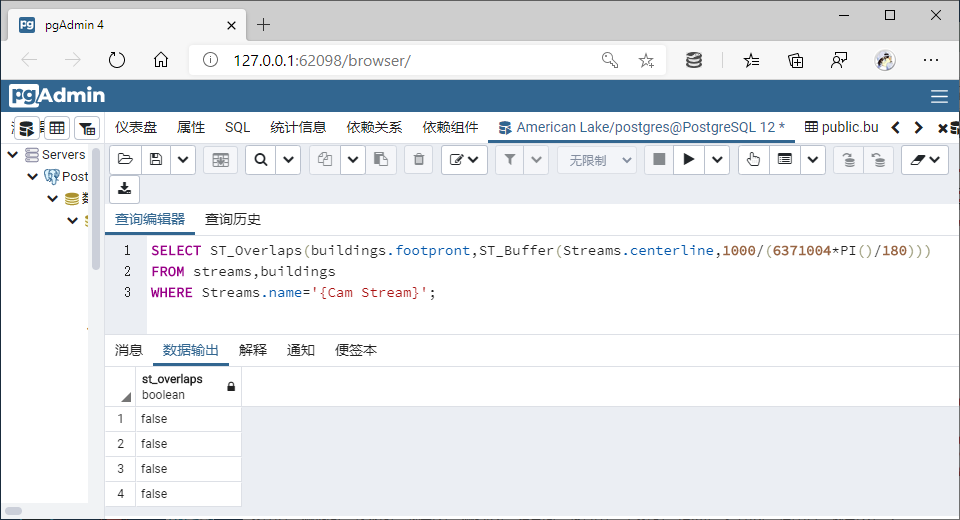 pgAdmin 4
127.0.0.1:62098/browser/
pgAdmin
仪表盘 属性 SQL 统计信息 依赖关系 依赖组件 American Lake/postgres@PostgreSQL 12 * public.bu
Servers
Post
无限制
查询编辑器 查询历史
1 SELECT ST_Overlaps(buildings.footpront,ST_Buffer(Streams.centerline,1000/(6371004*PI()/180)))
2 FROM streams,buildings
3 WHERE Streams.name='{Cam Stream}';
消息 数据输出 解释 通知 便签本
st_overlaps
boolean
1 false
2 false
3 false
4 false